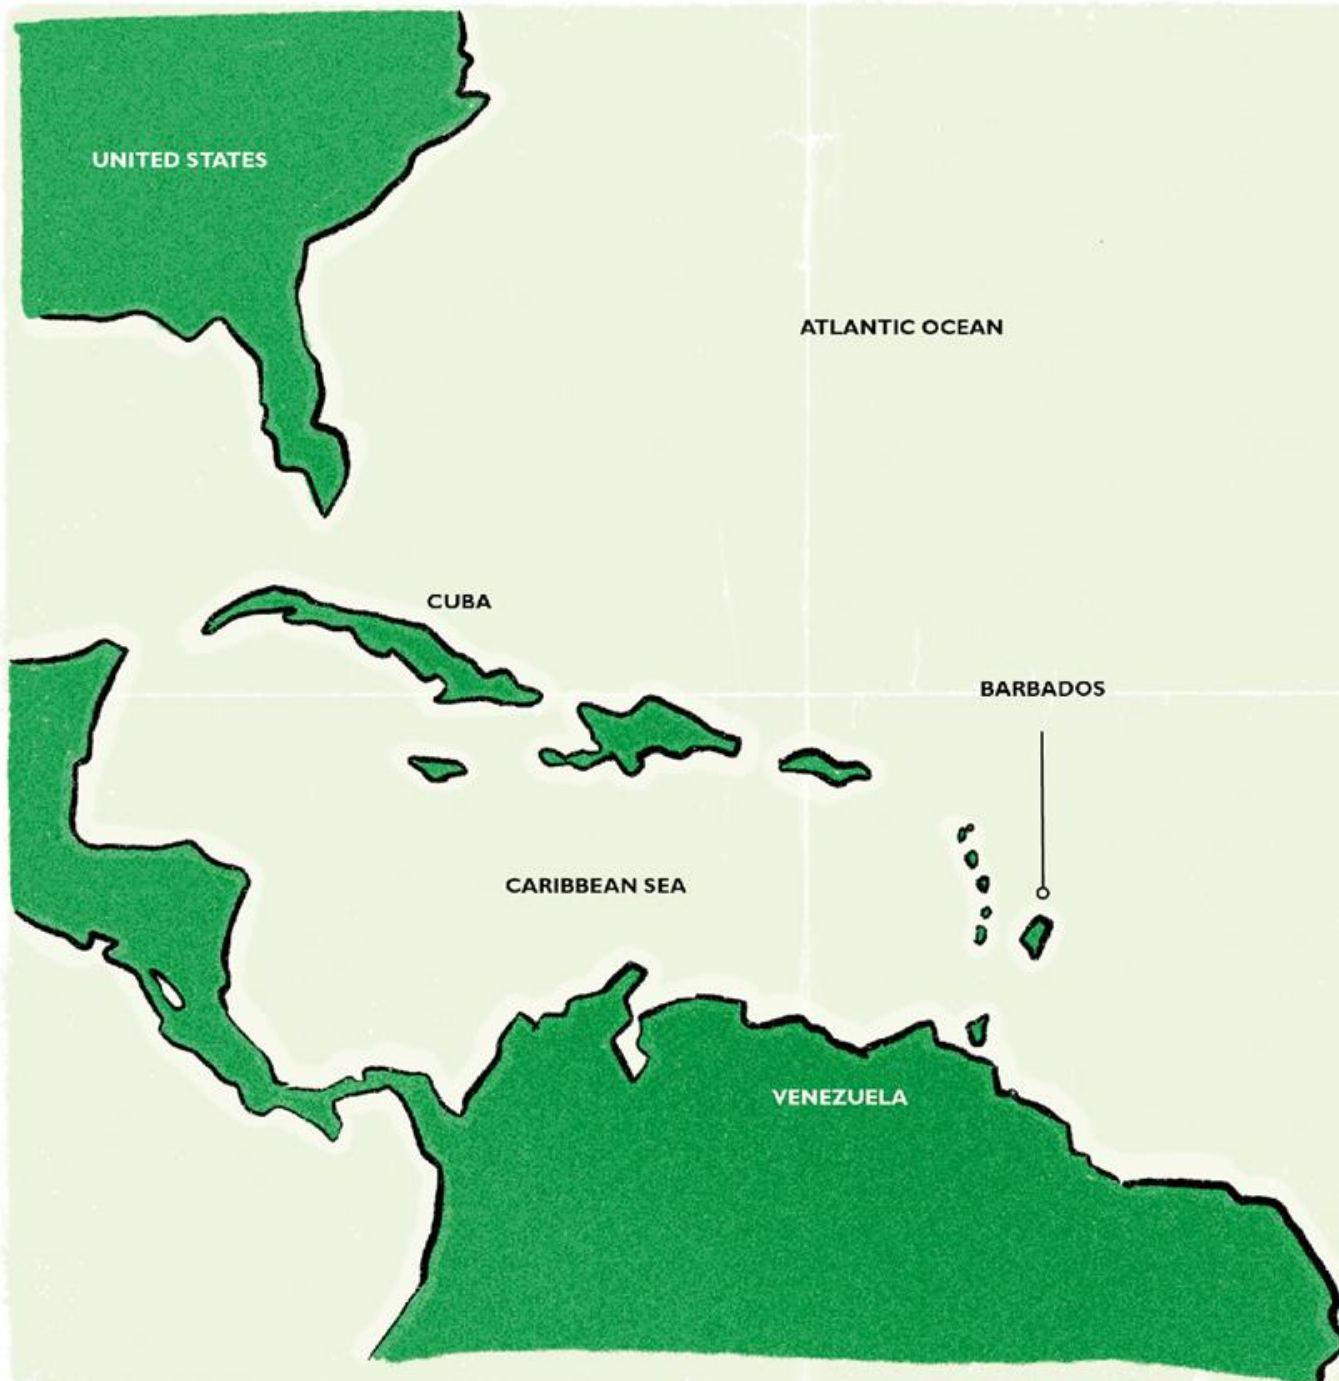 UNITED STATES
ATLANTIC OCEAN
CUBA
BARBADOS
CARIBBEAN SEA
VENEZUELA